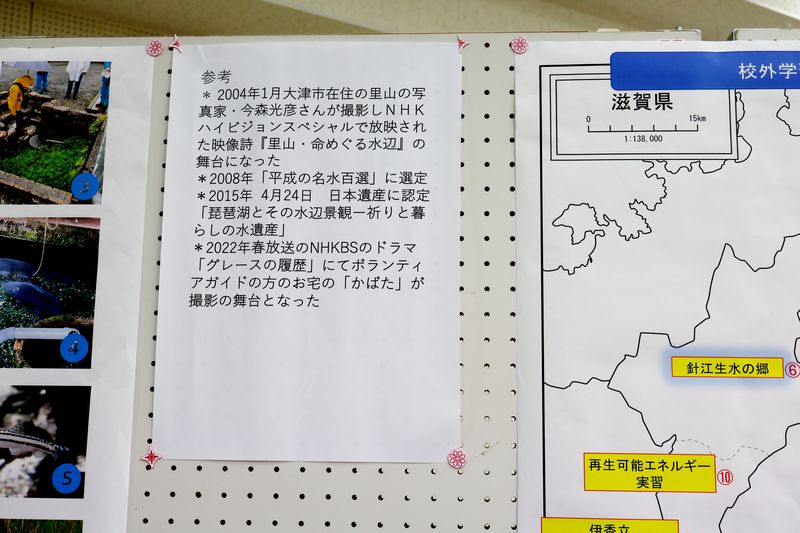 参考
＊ 2004年1月大津市在住の里山の写
真家・今森光彦さんが撮影しＮＨＫ
ハイビジョンスペシャルで放映され
た映像詩『里山・命めぐる水辺』の
舞台になった
＊2008年「平成の名水百選」に選定
＊2015年 4月24日　日本遺産に認定
「琵琶湖とその水辺景観ー祈りと暮
らしの水遺産」
＊2022年春放送のNHKBSのドラマ
「グレースの履歴」にてボランティ
アガイドの方のお宅の「かばた」が
撮影の舞台となった
3
4
5
校外学
滋賀県
0 15km
1:138,000
針江生水の郷 ⑥
再生可能エネルギー
実習 ⑩
伊香立